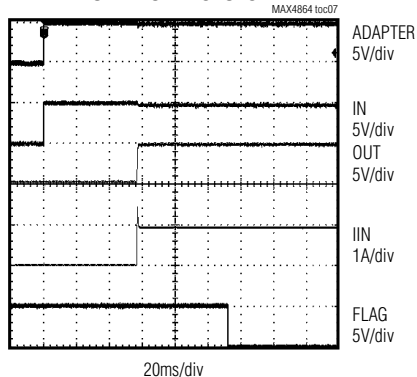 MAX4864 toc07
ADAPTER
5V/div
IN
5V/div
OUT
5V/div
IIN
1A/div
FLAG
5V/div
20ms/div